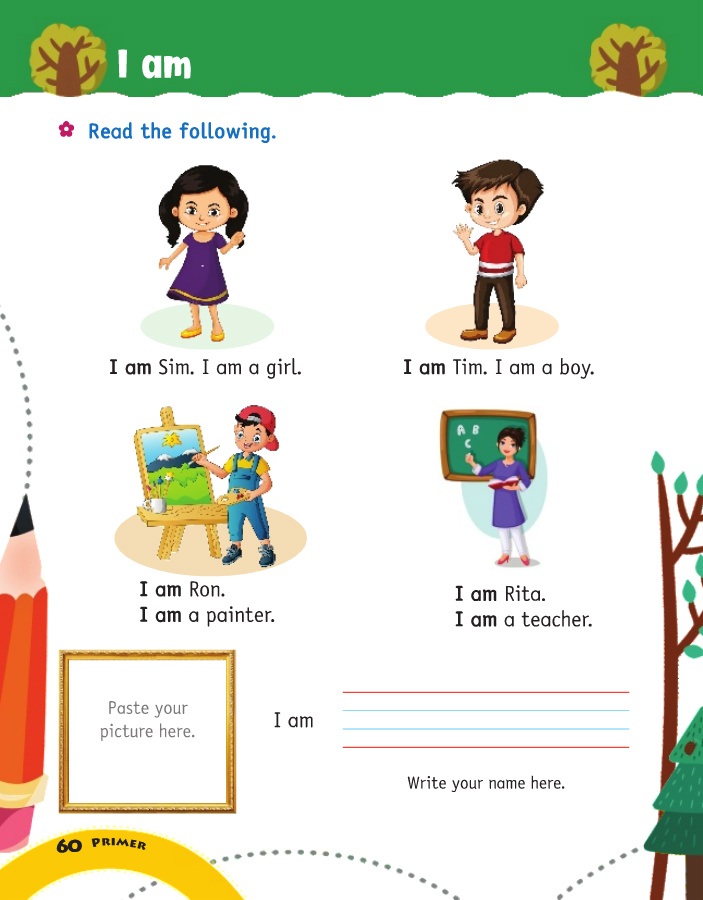 I am
Read the following.
I am Sim. I am a girl.
I am Tim. I am a boy.
A B
C
I am Ron.
I am a painter.
I am Rita.
I am a teacher.
Paste your
picture here.
I am
Write your name here.
60 PRIMER